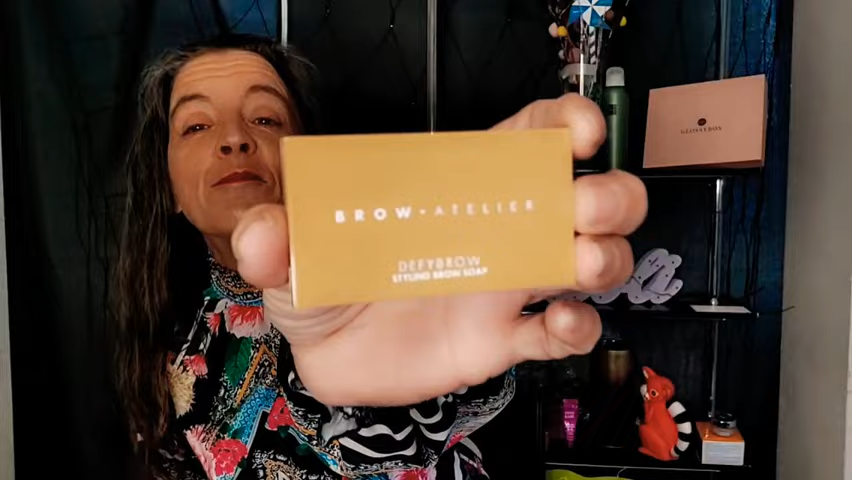 BROW•ATELIER
DEFYBROW
STYLING BROW SOAP
GLOSSYBOX